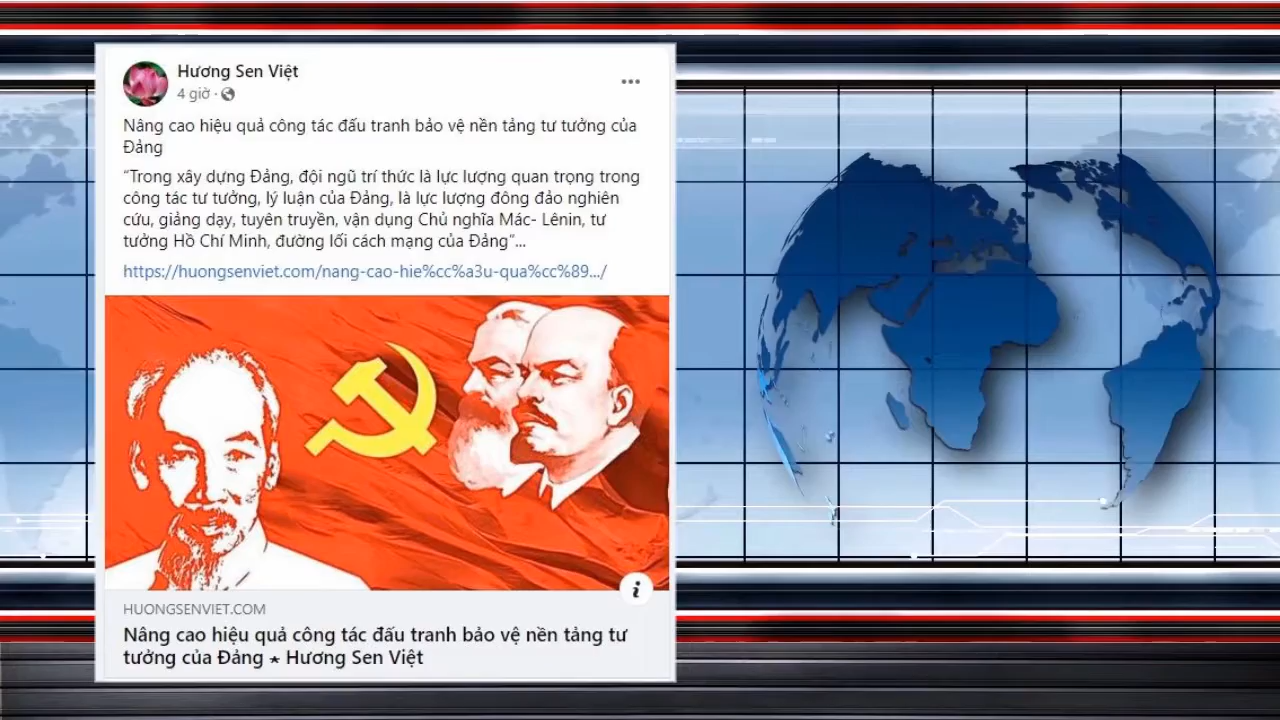 Hương Sen Việt
4 giờ ·
Nâng cao hiệu quả công tác đấu tranh bảo vệ nền tảng tư tưởng của
Đảng
“Trong xây dựng Đảng, đội ngũ trí thức là lực lượng quan trọng trong
công tác tư tưởng, lý luận của Đảng, là lực lượng đông đảo nghiên
cứu, giảng dạy, tuyên truyền, vận dụng Chủ nghĩa Mác- Lênin, tư
tưởng Hồ Chí Minh, đường lối cách mạng của Đảng”...
https://huongsenviet.com/nang-cao-hie%cc%a3u-qua%cc%89.../
HUONGSENVIET.COM
Nâng cao hiệu quả công tác đấu tranh bảo vệ nền tảng tư
tưởng của Đảng ⋆ Hương Sen Việt